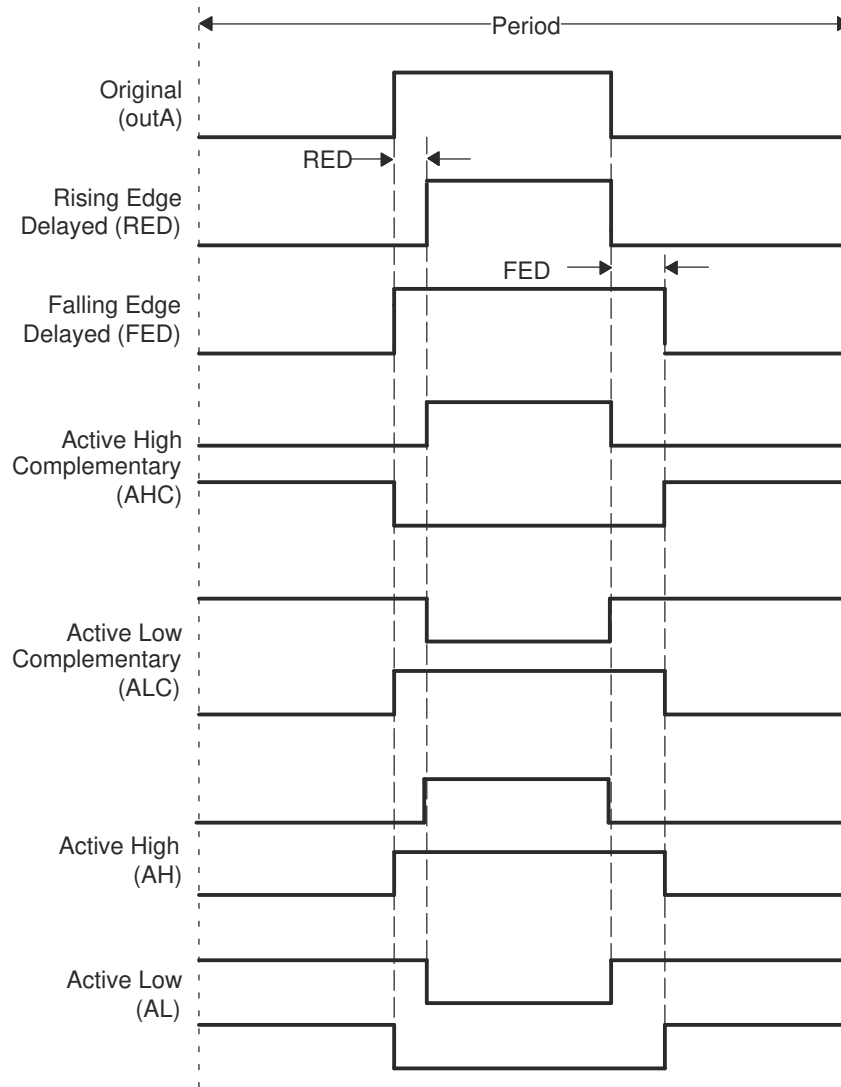 Period
Original
(outA)
RED
Rising Edge
Delayed (RED)
FED
Falling Edge
Delayed (FED)
Active High
Complementary
(AHC)
Active Low
Complementary
(ALC)
Active High
(AH)
Active Low
(AL)